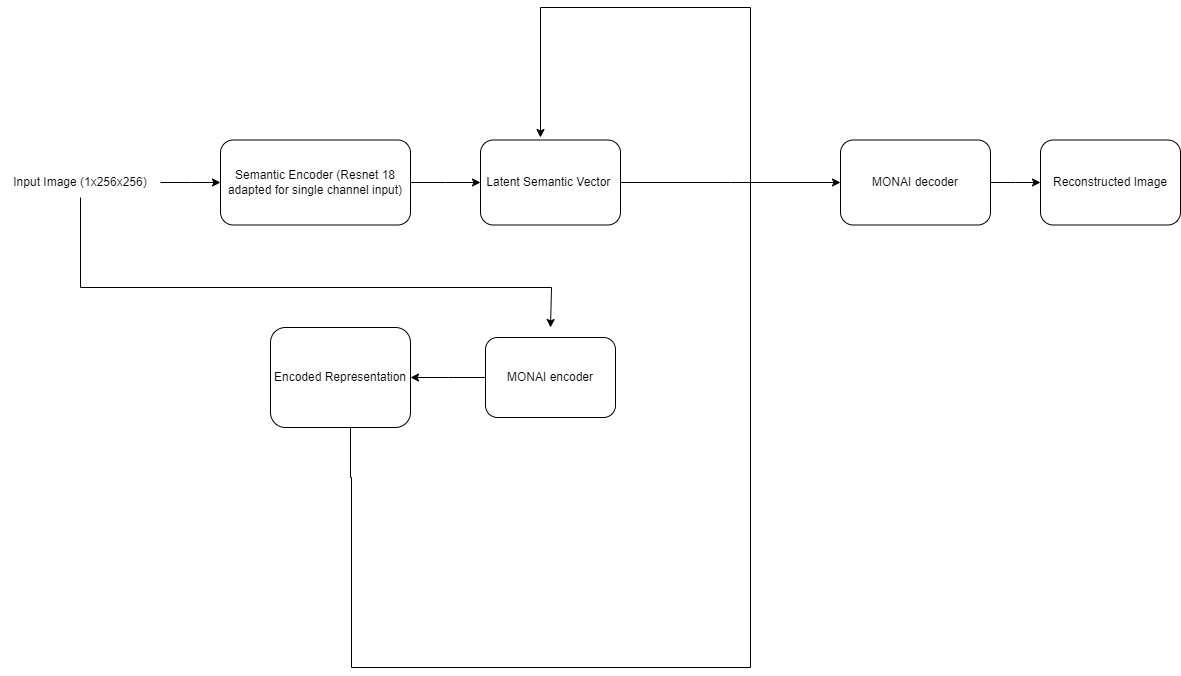 Input Image (1x256x256)
Semantic Encoder (Resnet 18
adapted for single channel input)
Latent Semantic Vector
MONAI decoder
Reconstructed Image
Encoded Representation
MONAI encoder